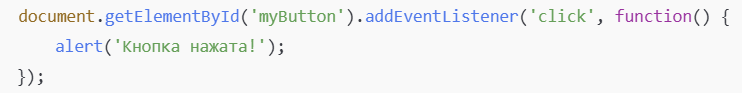 document.getElementById('myButton').addEventListener('click', function() {
    alert('Кнопка нажата!');
});